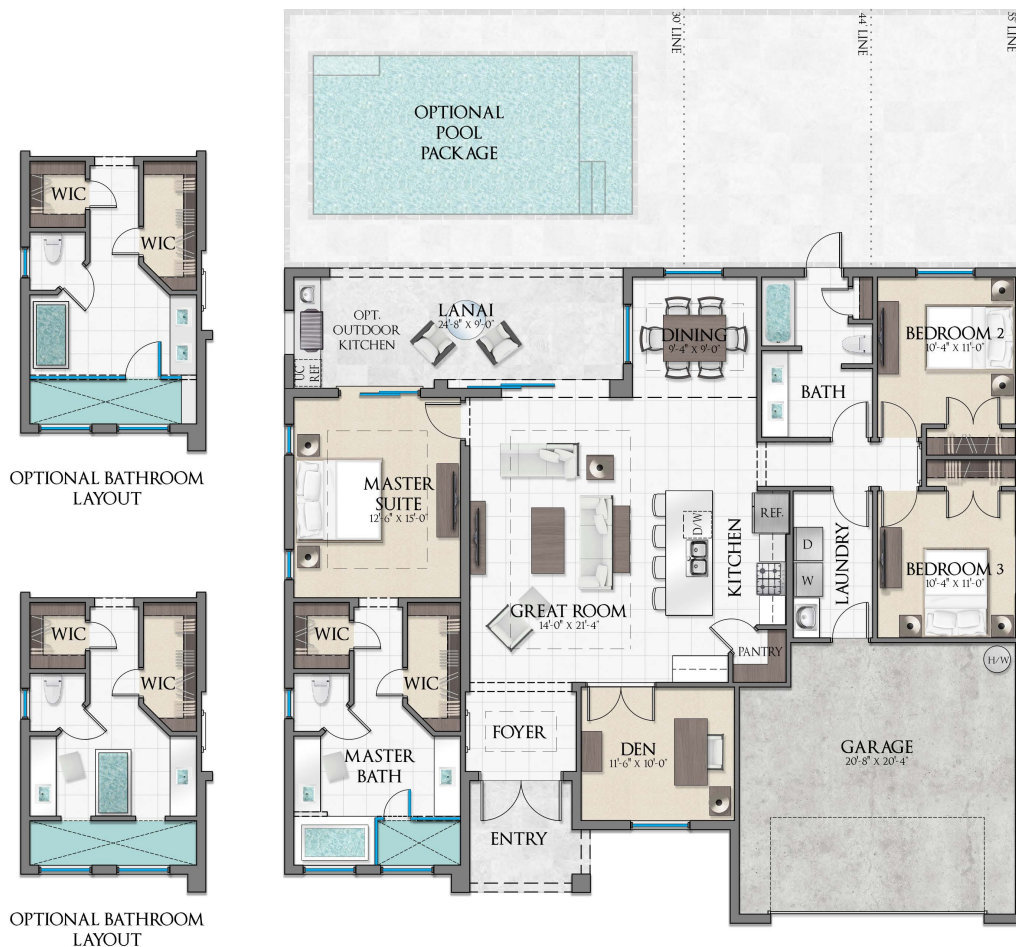 30' LINE
44' LINE
55' LINE
OPTIONAL
POOL
PACKAGE
WIC
WIC
OPTIONAL BATHROOM
LAYOUT
OPT.
OUTDOOR
KITCHEN
UC
REF
LANAI
24'-8" X 9'-0"
DINING
9'-4" X 9'-0"
BATH
BEDROOM 2
10'-4" X 11'-0"
MASTER
SUITE
12'-6" X 15'-0"
D/W
KITCHEN
REF.
D
W
LAUNDRY
BEDROOM 3
10'-4" X 11'-0"
GREAT ROOM
14'-0" X 21'-4"
PANTRY
H/W
WIC
WIC
MASTER
BATH
FOYER
DEN
11'-6" X 10'-0"
GARAGE
20'-8" X 20'-4"
ENTRY
WIC
WIC
OPTIONAL BATHROOM
LAYOUT